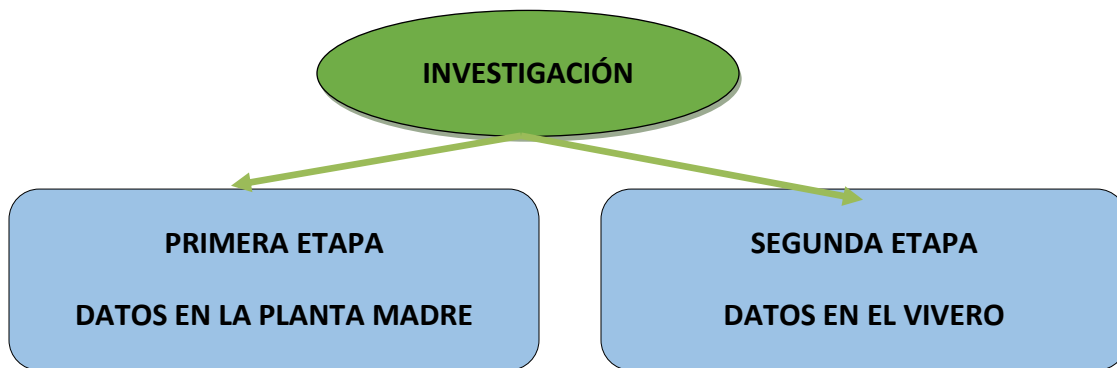 INVESTIGACIÓN
PRIMERA ETAPA
DATOS EN LA PLANTA MADRE
SEGUNDA ETAPA
DATOS EN EL VIVERO